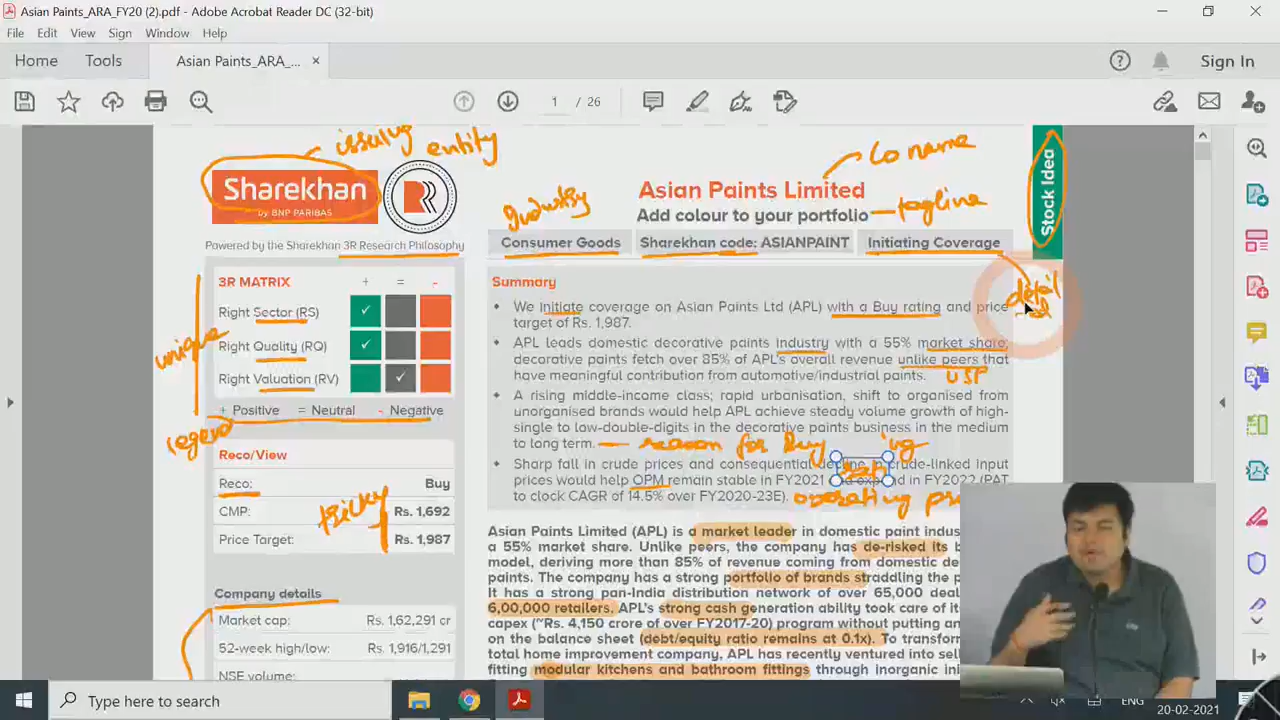 Asian Paints_ARA_FY20 (2).pdf - Adobe Acrobat Reader DC (32-bit)
File Edit View Sign Window Help
Home Tools Asian Paints_ARA_... × Sign In
1 / 26
issuing entity
Co name
Sharekhan
by BNP PARIBAS
Powered by the Sharekhan 3R Research Philosophy
Industry
Asian Paints Limited
Add colour to your portfolio
tagline
Stock Idea
Consumer Goods Sharekhan code: ASIANPAINT Initiating Coverage
3R MATRIX + = -
Right Sector (RS) ✓
Right Quality (RQ) ✓
Right Valuation (RV) ✓
+ Positive = Neutral - Negative
unique
legend
Reco/View
Reco: Buy
CMP: Rs. 1,692
Price Target: Rs. 1,987
tricky
Company details
Market cap: Rs. 1,62,291 cr
52-week high/low: Rs. 1,916/1,291
NSE volume:
Summary
• We initiate coverage on Asian Paints Ltd (APL) with a Buy rating and price
target of Rs. 1,987.
• APL leads domestic decorative paints industry with a 55% market share;
decorative paints fetch over 85% of APL's overall revenue unlike peers that
have meaningful contribution from automotive/industrial paints.
USP
• A rising middle-income class; rapid urbanisation, shift to organised from
unorganised brands would help APL achieve steady volume growth of high-
single to low-double-digits in the decorative paints business in the medium
to long term.
reason for Buy ing
• Sharp fall in crude prices and consequential decline in crude-linked input
prices would help OPM remain stable in FY2021 and expand in FY2022 (PAT
to clock CAGR of 14.5% over FY2020-23E).
operating
Asian Paints Limited (APL) is a market leader in domestic paint
a 55% market share. Unlike peers, the company has de-risked its
model, deriving more than 85% of revenue coming from domestic
paints. The company has a strong portfolio of brands straddling the
It has a strong pan-India distribution network of over 65,000
6,00,000 retailers. APL's strong cash generation ability took care of
capex (~Rs. 4,150 crore of over FY2017-20) program without putting
on the balance sheet (debt/equity ratio remains at 0.1x). To
total home improvement company, APL has recently ventured into
fitting modular kitchens and bathroom fittings through inorganic
Type here to search
ENG
20-02-2021